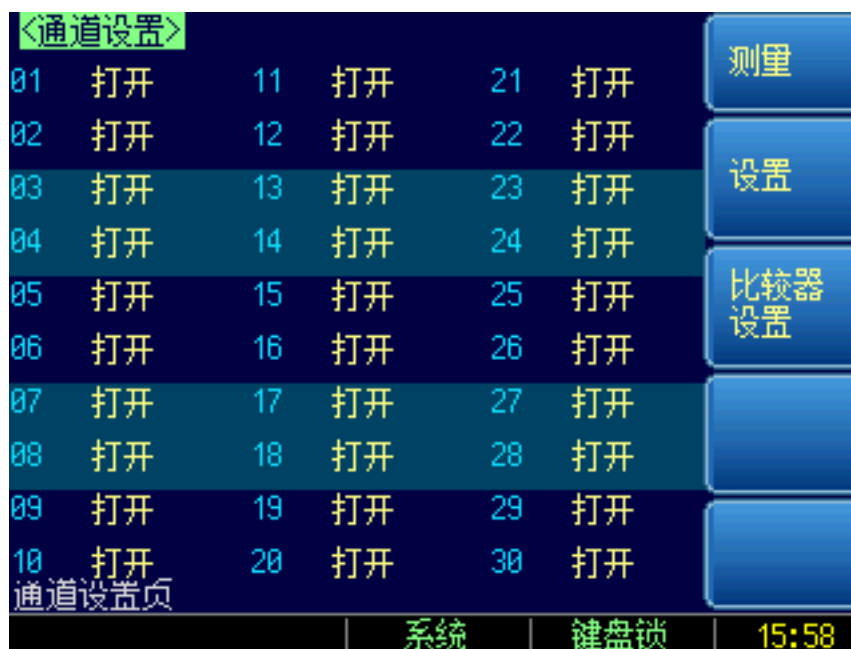 <通道设置>
01 打开 11 打开 21 打开
02 打开 12 打开 22 打开
03 打开 13 打开 23 打开
04 打开 14 打开 24 打开
05 打开 15 打开 25 打开
06 打开 16 打开 26 打开
07 打开 17 打开 27 打开
08 打开 18 打开 28 打开
09 打开 19 打开 29 打开
10 打开 20 打开 30 打开
通道设置页
测量
设置
比较器
设置
系统 键盘锁 15:58